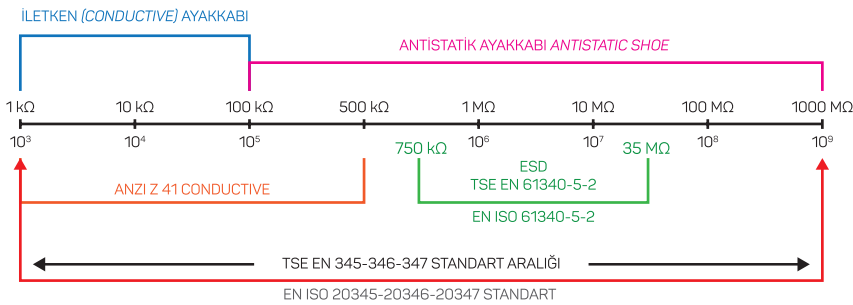 İLETKEN (CONDUCTIVE) AYAKKABI
ANTİSTATİK AYAKKABI ANTISTATIC SHOE
1 kΩ 10 kΩ 100 kΩ 500 kΩ 1 MΩ 10 MΩ 100 MΩ 1000 MΩ
10³ 10⁴ 10⁵ 10⁶ 10⁷ 10⁸ 10⁹
750 kΩ 35 MΩ
ESD
TSE EN 61340-5-2
ANZI Z 41 CONDUCTIVE
EN ISO 61340-5-2
TSE EN 345-346-347 STANDART ARALIĞI
EN ISO 20345-20346-20347 STANDART